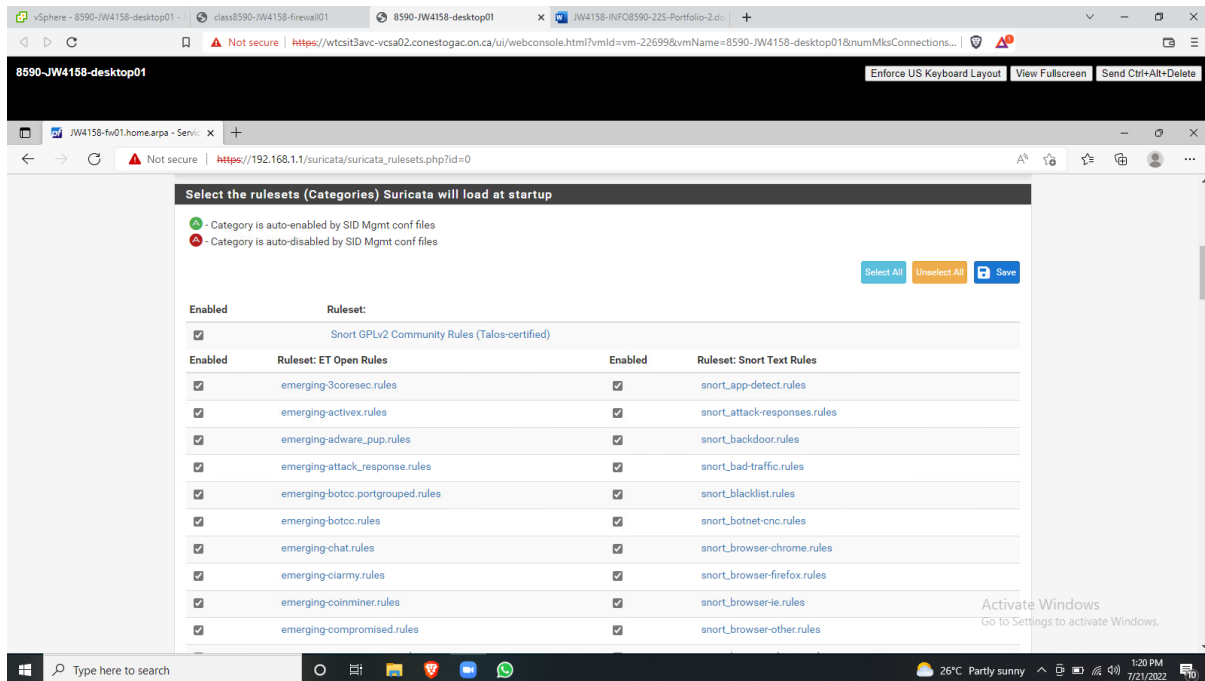 vSphere - 8590-JW4158-desktop01 -
class8590-JW4158-firewall01
8590-JW4158-desktop01
JW4158-INFO8590-22S-Portfolio-2.do
Not secure https://wtcsit3avc-vcsa02.conestogac.on.ca/ui/webconsole.html?vmId=vm-22699&vmName=8590-JW4158-desktop01&numMksConnections...
8590-JW4158-desktop01
Enforce US Keyboard Layout View Fullscreen Send Ctrl+Alt+Delete
JW4158-fw01.home.arpa - Servic
Not secure https://192.168.1.1/suricata/suricata_rulesets.php?id=0
Select the rulesets (Categories) Suricata will load at startup
- Category is auto-enabled by SID Mgmt conf files
- Category is auto-disabled by SID Mgmt conf files
Select All Unselect All Save
Enabled Ruleset:
Snort GPLv2 Community Rules (Talos-certified)
Enabled Ruleset: ET Open Rules Enabled Ruleset: Snort Text Rules
emerging-3coresec.rules snort_app-detect.rules
emerging-activex.rules snort_attack-responses.rules
emerging-adware_pup.rules snort_backdoor.rules
emerging-attack_response.rules snort_bad-traffic.rules
emerging-botcc.portgrouped.rules snort_blacklist.rules
emerging-botcc.rules snort_botnet-cnc.rules
emerging-chat.rules snort_browser-chrome.rules
emerging-ciarmy.rules snort_browser-firefox.rules
emerging-coinminer.rules snort_browser-ie.rules
emerging-compromised.rules snort_browser-other.rules
Activate Windows
Go to Settings to activate Windows.
Type here to search
26°C Partly sunny
1:20 PM
7/21/2022